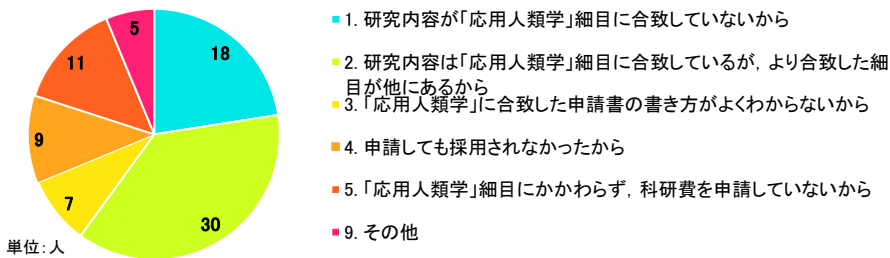 5
18
11
9
7
30
単位：人
1. 研究内容が「応用人類学」細目に合致していないから
2. 研究内容は「応用人類学」細目に合致しているが，より合致した細
目が他にあるから
3.「応用人類学」に合致した申請書の書き方がよくわからないから
4. 申請しても採用されなかったから
5.「応用人類学」細目にかかわらず，科研費を申請していないから
9. その他